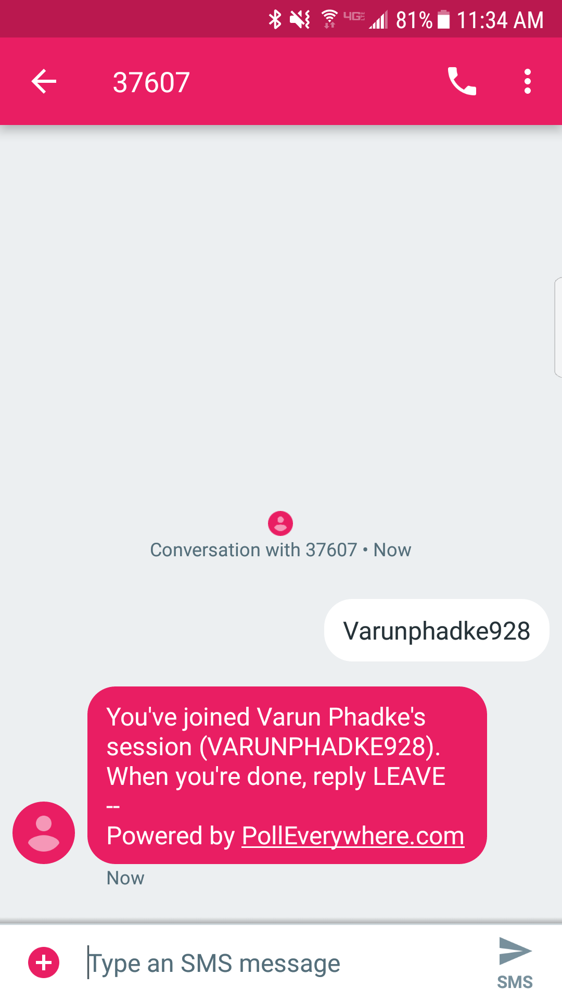 4G LTE 81% 11:34 AM
37607
Conversation with 37607 • Now
Varunphadke928
You've joined Varun Phadke's
session (VARUNPHADKE928).
When you're done, reply LEAVE
--
Powered by PollEverywhere.com
Now
Type an SMS message
SMS